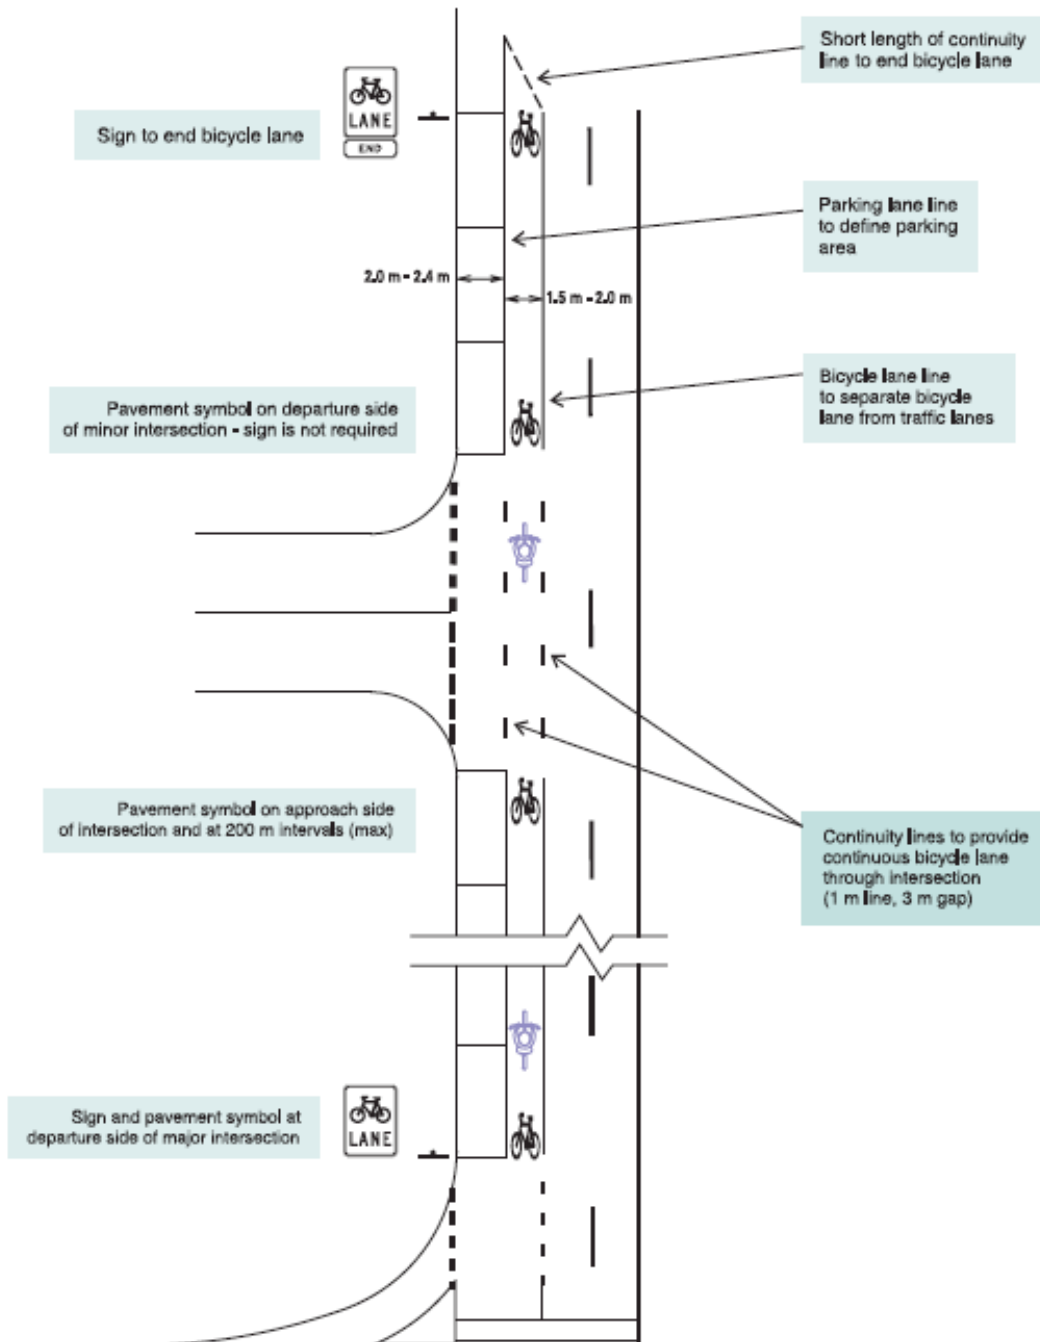 Short length of continuity
line to end bicycle lane
LANE
END
Sign to end bicycle lane
Parking lane line
to define parking
area
2.0 m - 2.4 m
1.5 m - 2.0 m
Bicycle lane line
to separate bicycle
lane from traffic lanes
Pavement symbol on departure side
of minor intersection - sign is not required
Pavement symbol on approach side
of intersection and at 200 m intervals (max)
Continuity lines to provide
continuous bicycle lane
through intersection
(1 m line, 3 m gap)
Sign and pavement symbol at
departure side of major intersection
LANE